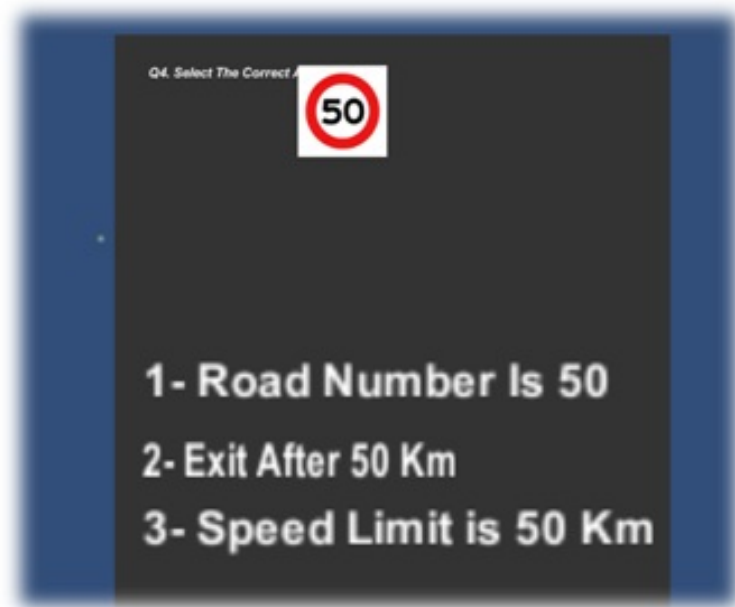 Q4. Select The Correct
50
1- Road Number Is 50
2- Exit After 50 Km
3- Speed Limit is 50 Km